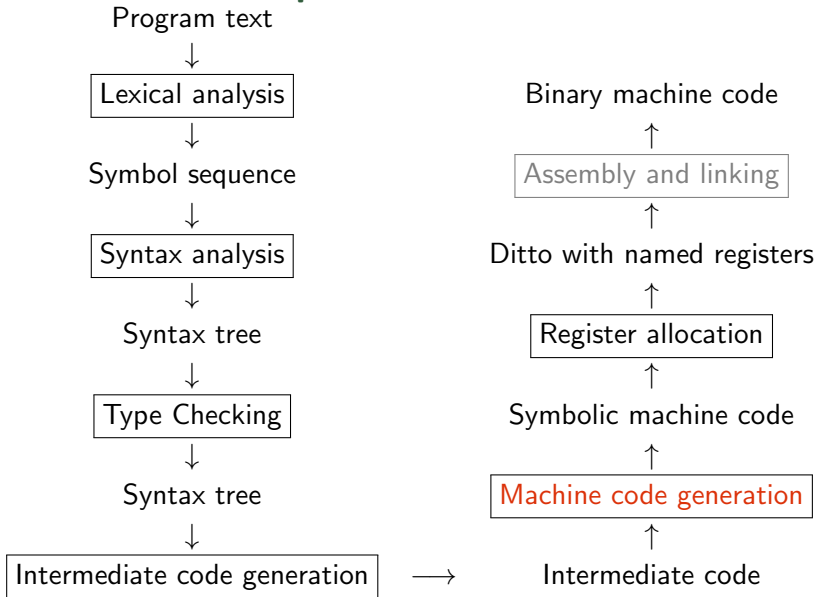 Program text
↓
Lexical analysis
↓
Symbol sequence
↓
Syntax analysis
↓
Syntax tree
↓
Type Checking
↓
Syntax tree
↓
Intermediate code generation
⟶
Binary machine code
↑
Assembly and linking
↑
Ditto with named registers
↑
Register allocation
↑
Symbolic machine code
↑
Machine code generation
↑
Intermediate code